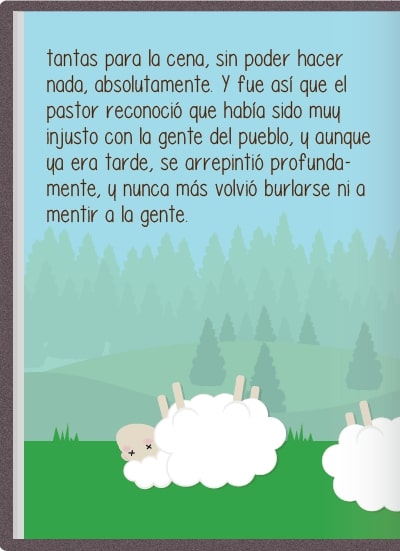 tantas para la cena, sin poder hacer
nada, absolutamente. Y fue así que el
pastor reconoció que había sido muy
injusto con la gente del pueblo, y aunque
ya era tarde, se arrepintió profunda-
mente, y nunca más volvió burlarse ni a
mentir a la gente.